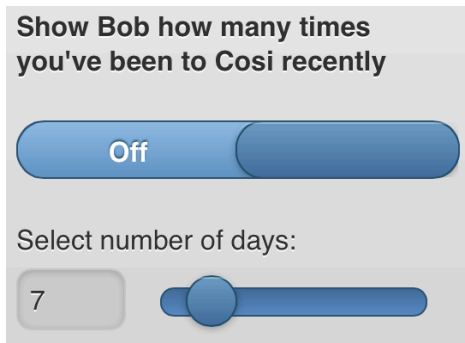 Show Bob how many times
you've been to Cosi recently
Off
Select number of days:
7